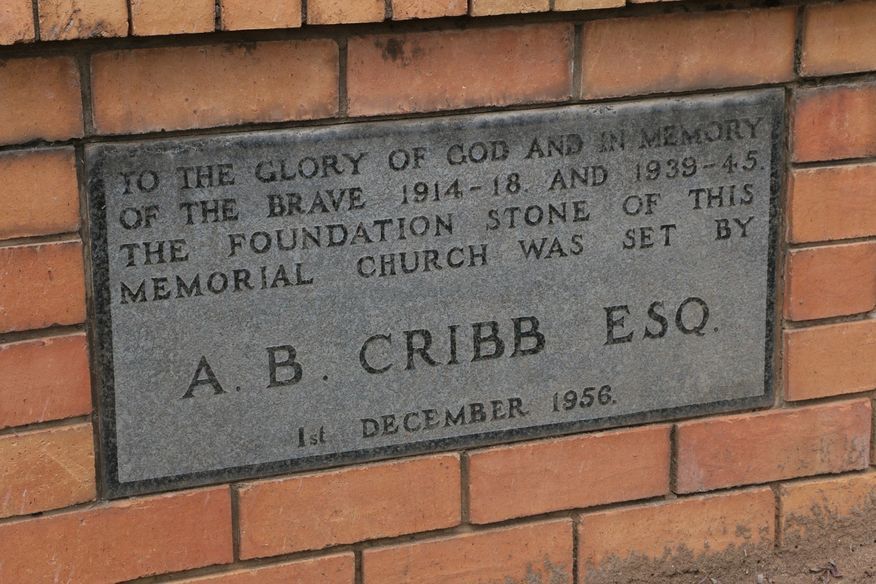 TO THE GLORY OF GOD AND IN MEMORY
OF THE BRAVE 1914-18. AND 1939-45.
THE FOUNDATION STONE OF THIS
MEMORIAL CHURCH WAS SET BY
A. B. CRIBB ESQ.
1st DECEMBER 1956.